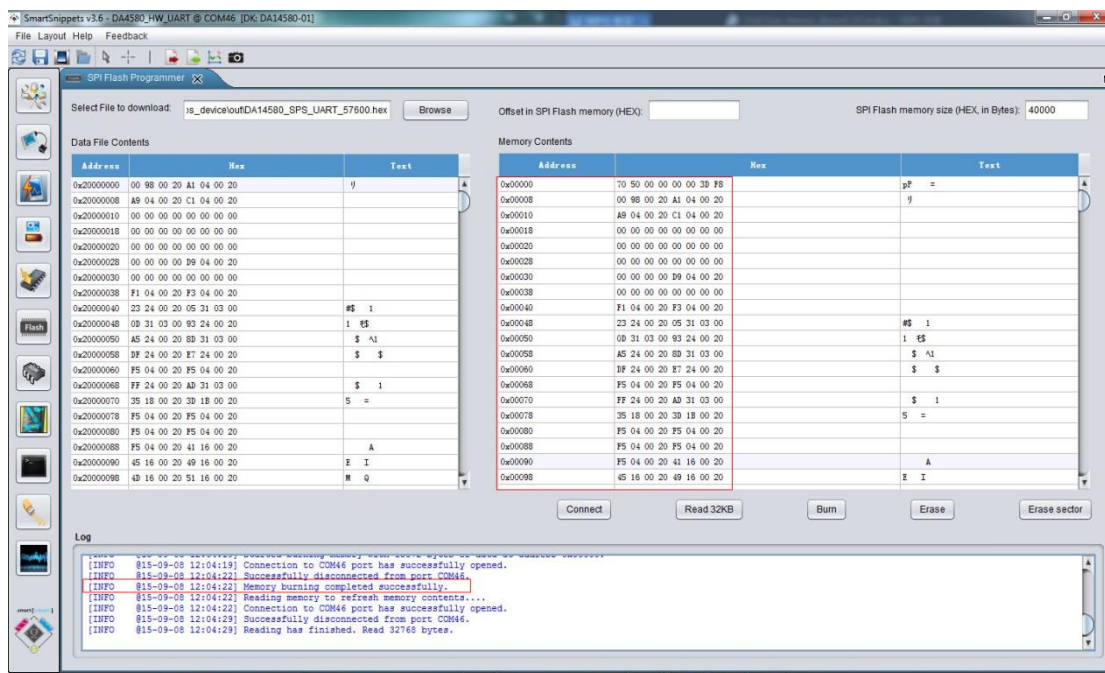 SmartSnippets v3.6 - DA4580_HW_UART @ COM46 [DK: DA14580-01]
File Layout Help Feedback
SPI Flash Programmer
Select File to download: ɔs_device\out\DA14580_SPS_UART_57600.hex Browse Offset in SPI Flash memory (HEX): SPI Flash memory size (HEX, in Bytes): 40000
Data File Contents Memory Contents
Address Hex Text Address Hex Text
0x20000000 00 98 00 20 A1 04 00 20 リ 0x00000 70 50 00 00 00 00 3D F8 pP =
0x20000008 A9 04 00 20 C1 04 00 20 0x00008 00 98 00 20 A1 04 00 20 リ
0x20000010 00 00 00 00 00 00 00 00 0x00010 A9 04 00 20 C1 04 00 20
0x20000018 00 00 00 00 00 00 00 00 0x00018 00 00 00 00 00 00 00 00
0x20000020 00 00 00 00 00 00 00 00 0x00020 00 00 00 00 00 00 00 00
0x20000028 00 00 00 00 D9 04 00 20 0x00028 00 00 00 00 00 00 00 00
0x20000030 00 00 00 00 00 00 00 00 0x00030 00 00 00 00 D9 04 00 20
0x20000038 F1 04 00 20 F3 04 00 20 0x00038 00 00 00 00 00 00 00 00
0x20000040 23 24 00 20 05 31 03 00 #$ 1 0x00040 F1 04 00 20 F3 04 00 20
0x20000048 0D 31 03 00 93 24 00 20 1 $ 0x00048 23 24 00 20 05 31 03 00 #$ 1
0x20000050 A5 24 00 20 8D 31 03 00 $ 1 0x00050 0D 31 03 00 93 24 00 20 1 $
0x20000058 DF 24 00 20 E7 24 00 20 $ $ 0x00058 A5 24 00 20 8D 31 03 00 $ 1
0x20000060 F5 04 00 20 F5 04 00 20 0x00060 DF 24 00 20 E7 24 00 20 $ $
0x20000068 FF 24 00 20 AD 31 03 00 $ 1 0x00068 F5 04 00 20 F5 04 00 20
0x20000070 35 18 00 20 3D 1B 00 20 5 = 0x00070 FF 24 00 20 AD 31 03 00 $ 1
0x20000078 F5 04 00 20 F5 04 00 20 0x00078 35 18 00 20 3D 1B 00 20 5 =
0x20000080 F5 04 00 20 F5 04 00 20 0x00080 F5 04 00 20 F5 04 00 20
0x20000088 F5 04 00 20 41 16 00 20 A 0x00088 F5 04 00 20 F5 04 00 20
0x20000090 45 16 00 20 49 16 00 20 E I 0x00090 F5 04 00 20 41 16 00 20 A
0x20000098 4D 16 00 20 51 16 00 20 M Q 0x00098 45 16 00 20 49 16 00 20 E I
Flash
Connect Read 32KB Burn Erase Erase sector
Log
[INFO @15-09-08 12:04:19] Connection to COM46 port has successfully opened.
[INFO @15-09-08 12:04:22] Successfully disconnected from port COM46.
[INFO @15-09-08 12:04:22] Memory burning completed successfully.
[INFO @15-09-08 12:04:22] Reading memory to refresh memory contents....
[INFO @15-09-08 12:04:22] Connection to COM46 port has successfully opened.
[INFO @15-09-08 12:04:29] Successfully disconnected from port COM46.
[INFO @15-09-08 12:04:29] Reading has finished. Read 32768 bytes.